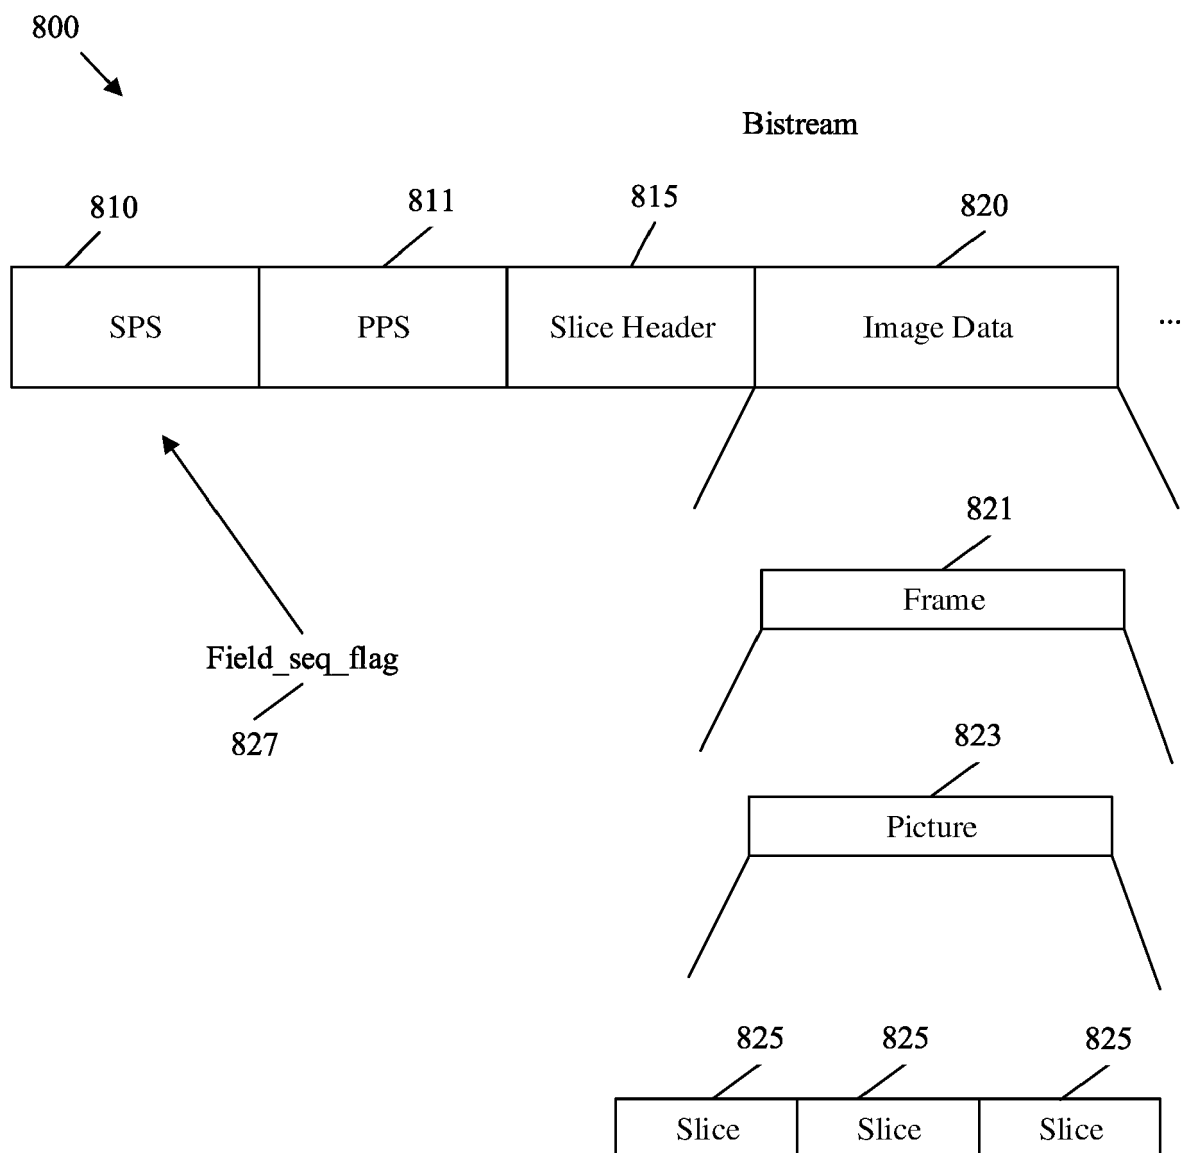 800
Bistream
810 811 815 820
SPS PPS Slice Header Image Data ...
821
Frame
Field_seq_flag
827
823
Picture
825 825 825
Slice Slice Slice